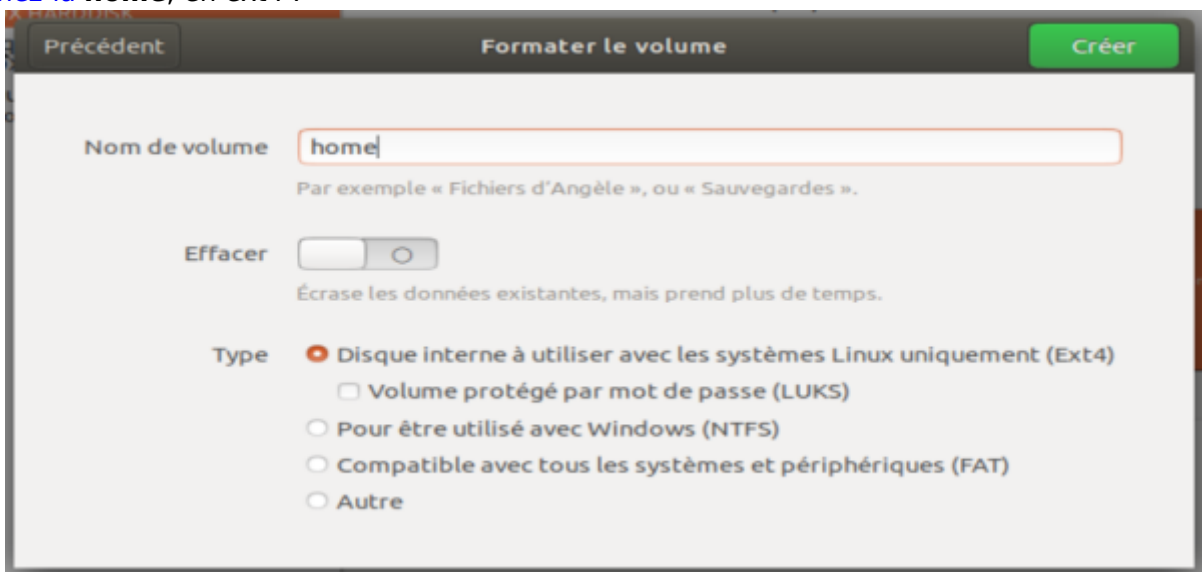 HARDDISK
Précédent
Formater le volume
Créer
Nom de volume
home
Par exemple « Fichiers d'Angèle », ou « Sauvegardes ».
Effacer
Écrase les données existantes, mais prend plus de temps.
Type
Disque interne à utiliser avec les systèmes Linux uniquement (Ext4)
Volume protégé par mot de passe (LUKS)
Pour être utilisé avec Windows (NTFS)
Compatible avec tous les systèmes et périphériques (FAT)
Autre